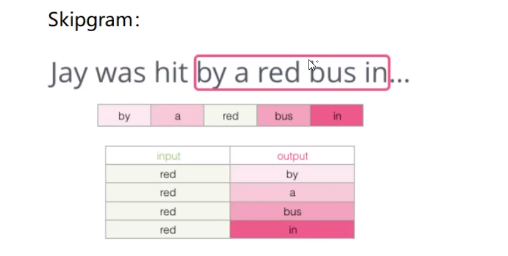 Skipgram:
Jay was hit by a red bus in...
by a red bus in
input output
red by
red a
red bus
red in